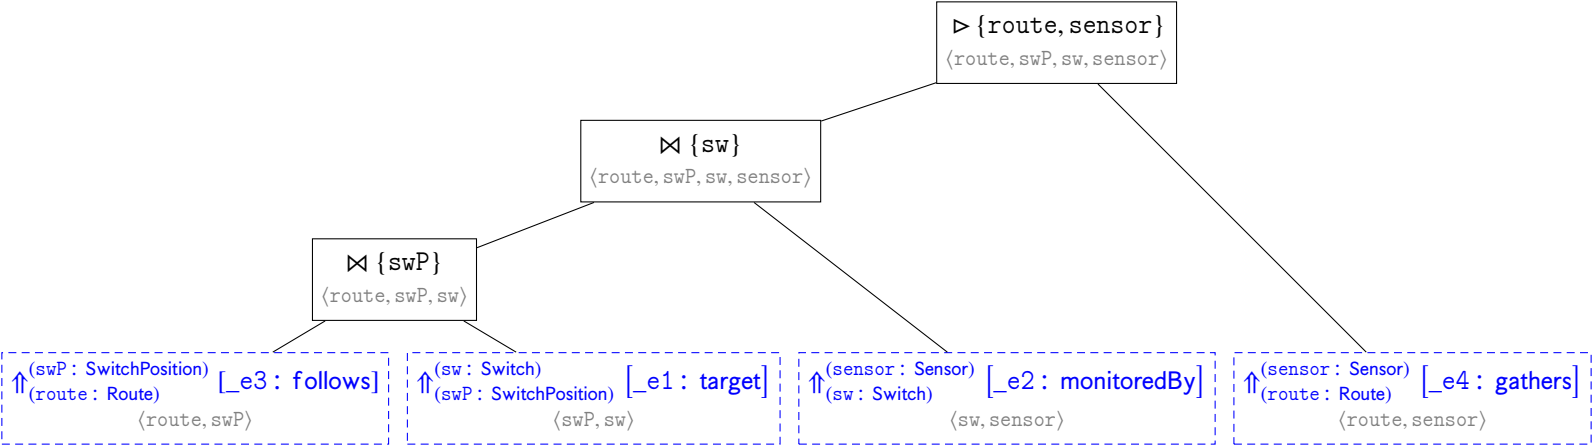 ▷ {route, sensor}
⟨route, swP, sw, sensor⟩
⋈ {sw}
⟨route, swP, sw, sensor⟩
⋈ {swP}
⟨route, swP, sw⟩
⇑(swP: SwitchPosition)
(route: Route) [_e3: follows]
⟨route, swP⟩
⇑(sw: Switch)
(swP: SwitchPosition) [_e1: target]
⟨swP, sw⟩
⇑(sensor: Sensor)
(sw: Switch) [_e2: monitoredBy]
⟨sw, sensor⟩
⇑(sensor: Sensor)
(route: Route) [_e4: gathers]
⟨route, sensor⟩